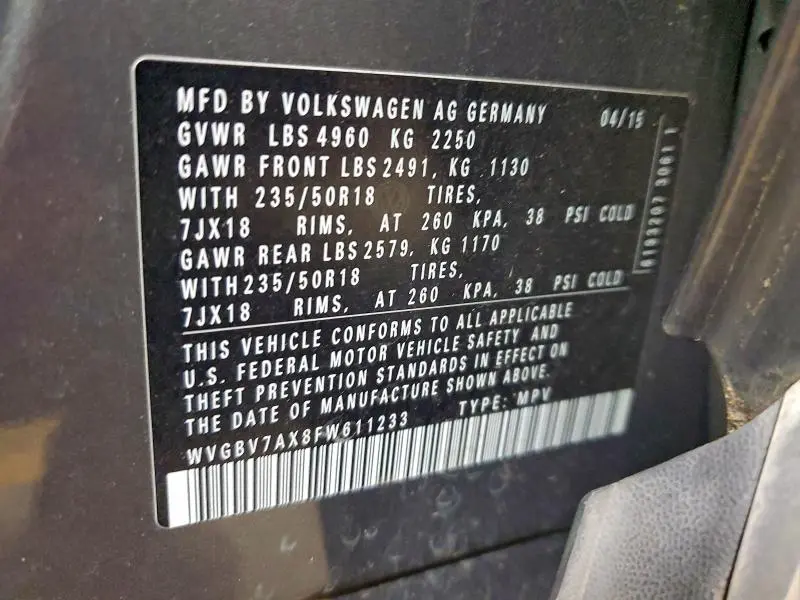 MFD BY VOLKSWAGEN AG GERMANY 04/15
GVWR LBS 4960 KG 2250
GAWR FRONT LBS 2491, KG 1130
WITH 235/50R18 TIRES,
7JX18 RIMS, AT 260 KPA, 38 PSI COLD
GAWR REAR LBS 2579, KG 1170
WITH 235/50R18 TIRES,
7JX18 RIMS, AT 260 KPA, 38 PSI COLD
THIS VEHICLE CONFORMS TO ALL APPLICABLE
U.S. FEDERAL MOTOR VEHICLE SAFETY AND
THEFT PREVENTION STANDARDS IN EFFECT ON
THE DATE OF MANUFACTURE SHOWN ABOVE.
WVGBV7AX8FW611233 TYPE: MPV